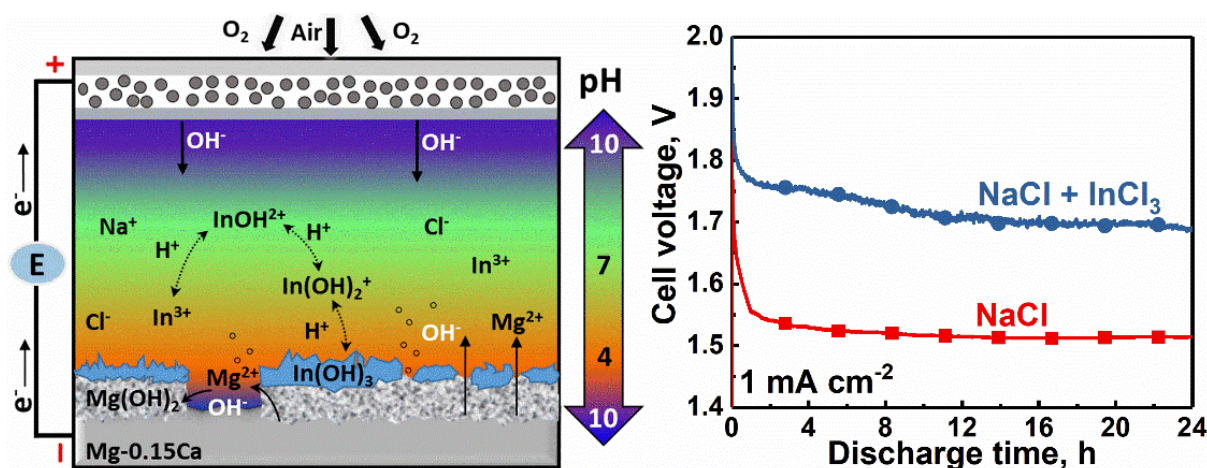 O₂ Air O₂
+
pH
OH⁻ OH⁻
10
e⁻
Na⁺ InOH²⁺ Cl⁻
H⁺ H⁺
In³⁺
E
7
In(OH)₂⁺
Cl⁻ In³⁺
H⁺ OH⁻ Mg²⁺
4
e⁻
Mg²⁺ In(OH)₃
Mg(OH)₂ OH⁻
10
Mg-0.15Ca
–
2.0
1.9
1.8
1.7
1.6
1.5
1.4
Cell voltage, V
NaCl + InCl₃
NaCl
1 mA cm⁻²
0 4 8 12 16 20 24
Discharge time, h